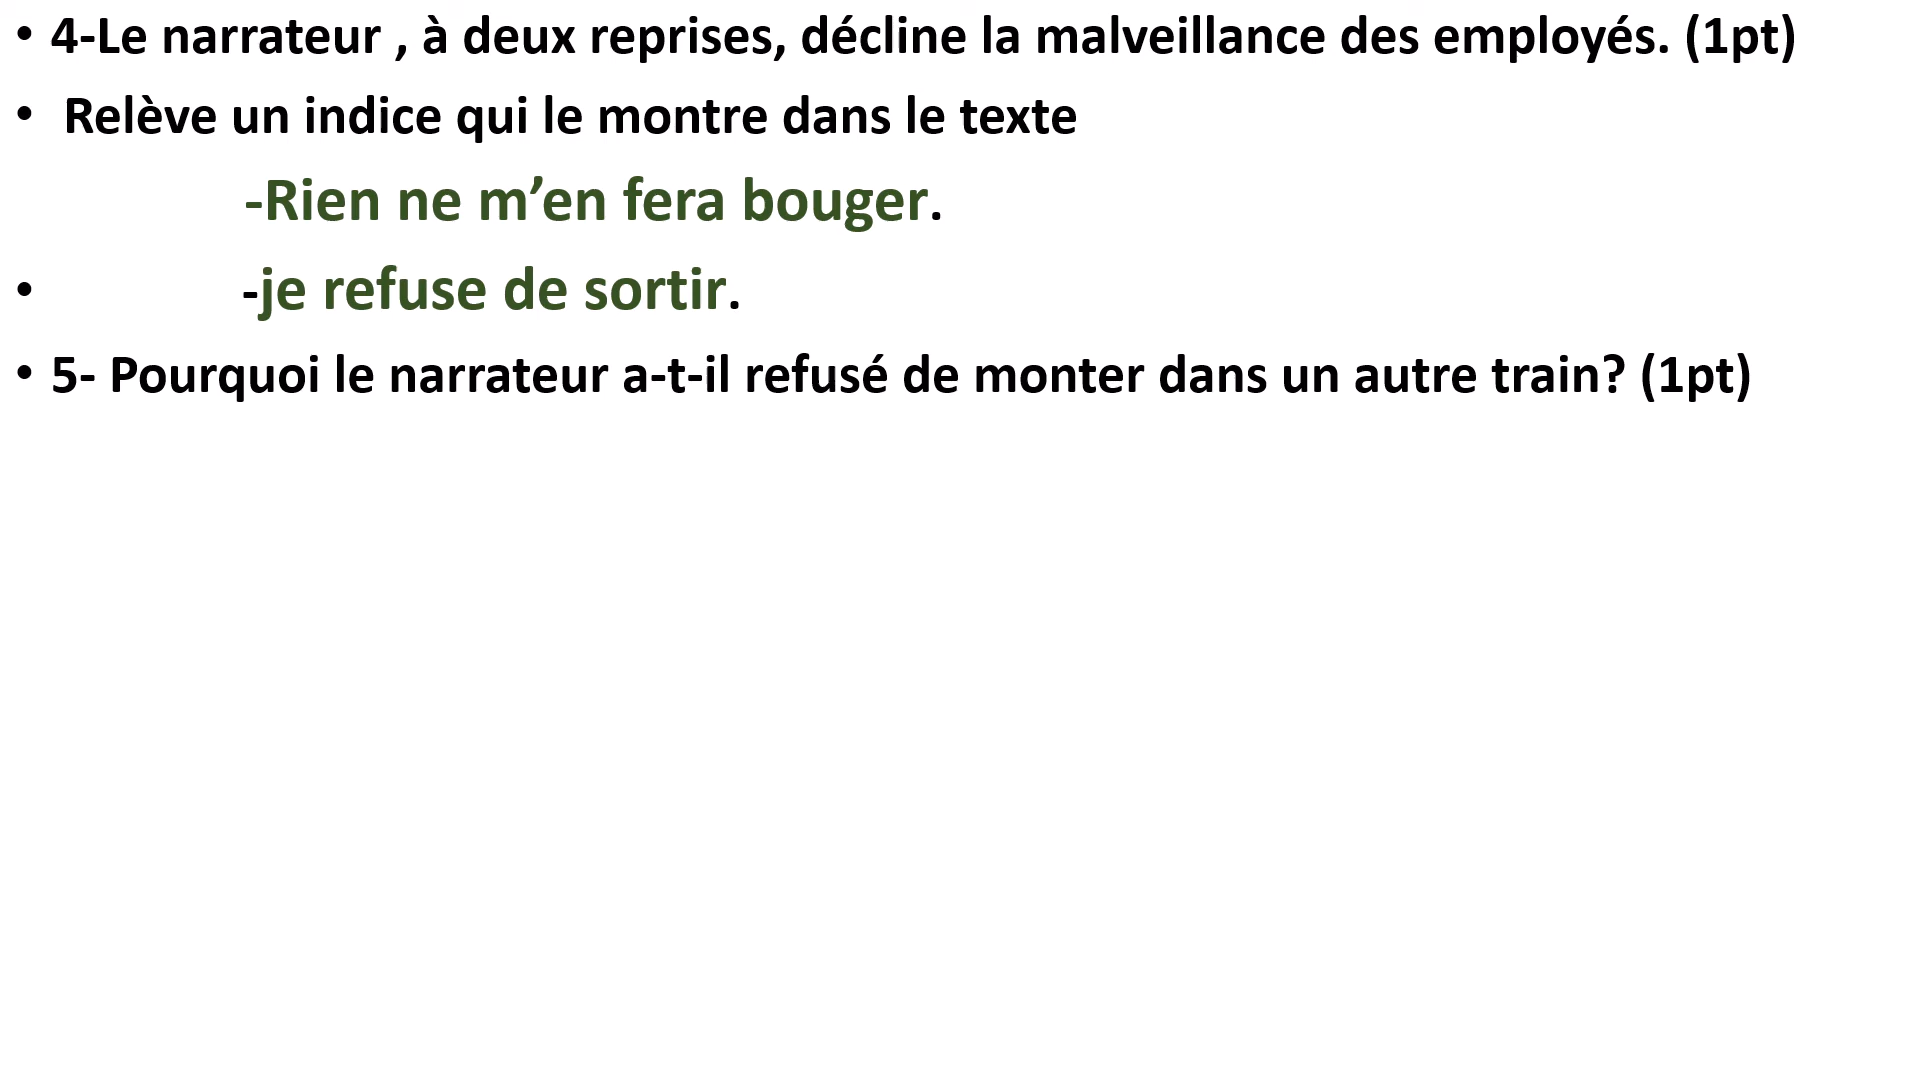 • 4-Le narrateur , à deux reprises, décline la malveillance des employés. (1pt)
• Relève un indice qui le montre dans le texte
-Rien ne m’en fera bouger.
• -je refuse de sortir.
• 5- Pourquoi le narrateur a-t-il refusé de monter dans un autre train? (1pt)